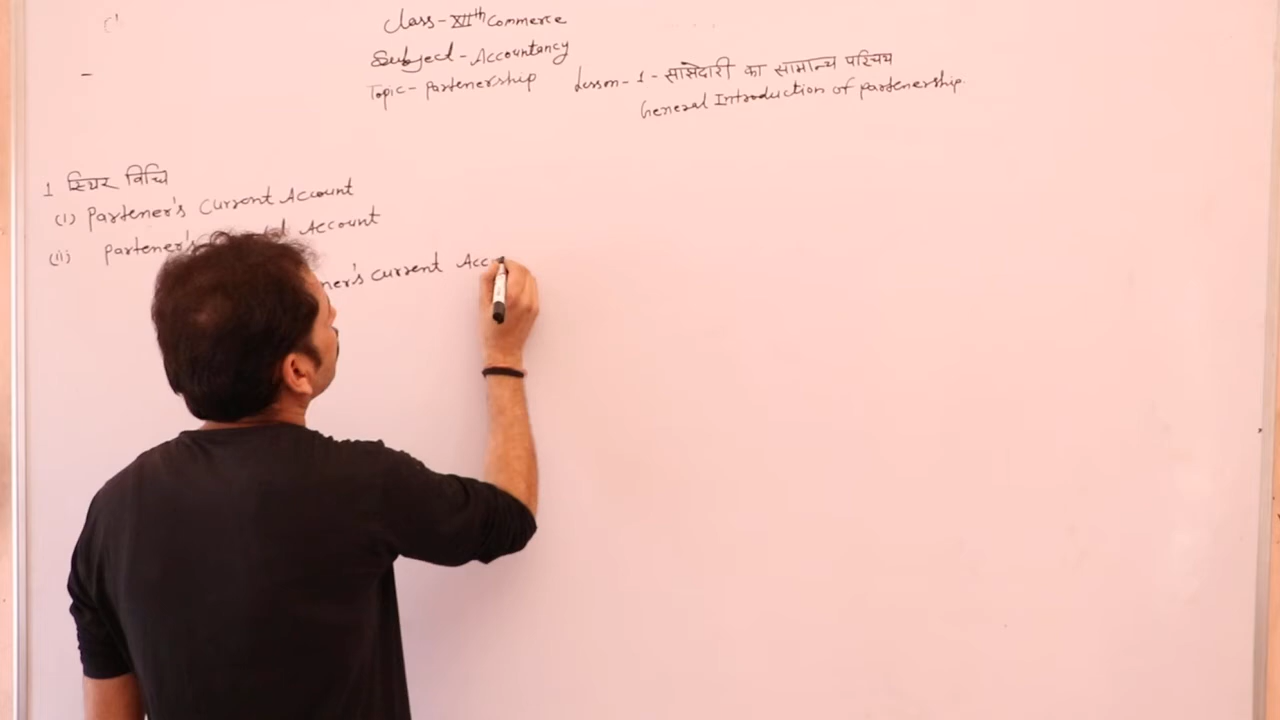 Class - XIIth Commerce
Subject - Accountancy
Topic - Partenership Lesson - 1 - साझेदारी का सामान्य परिचय
General Introduction of partenership.
1 स्थिर विधि
(i) Partener's Current Account
(ii) Partener's Account
ner's Current Acc